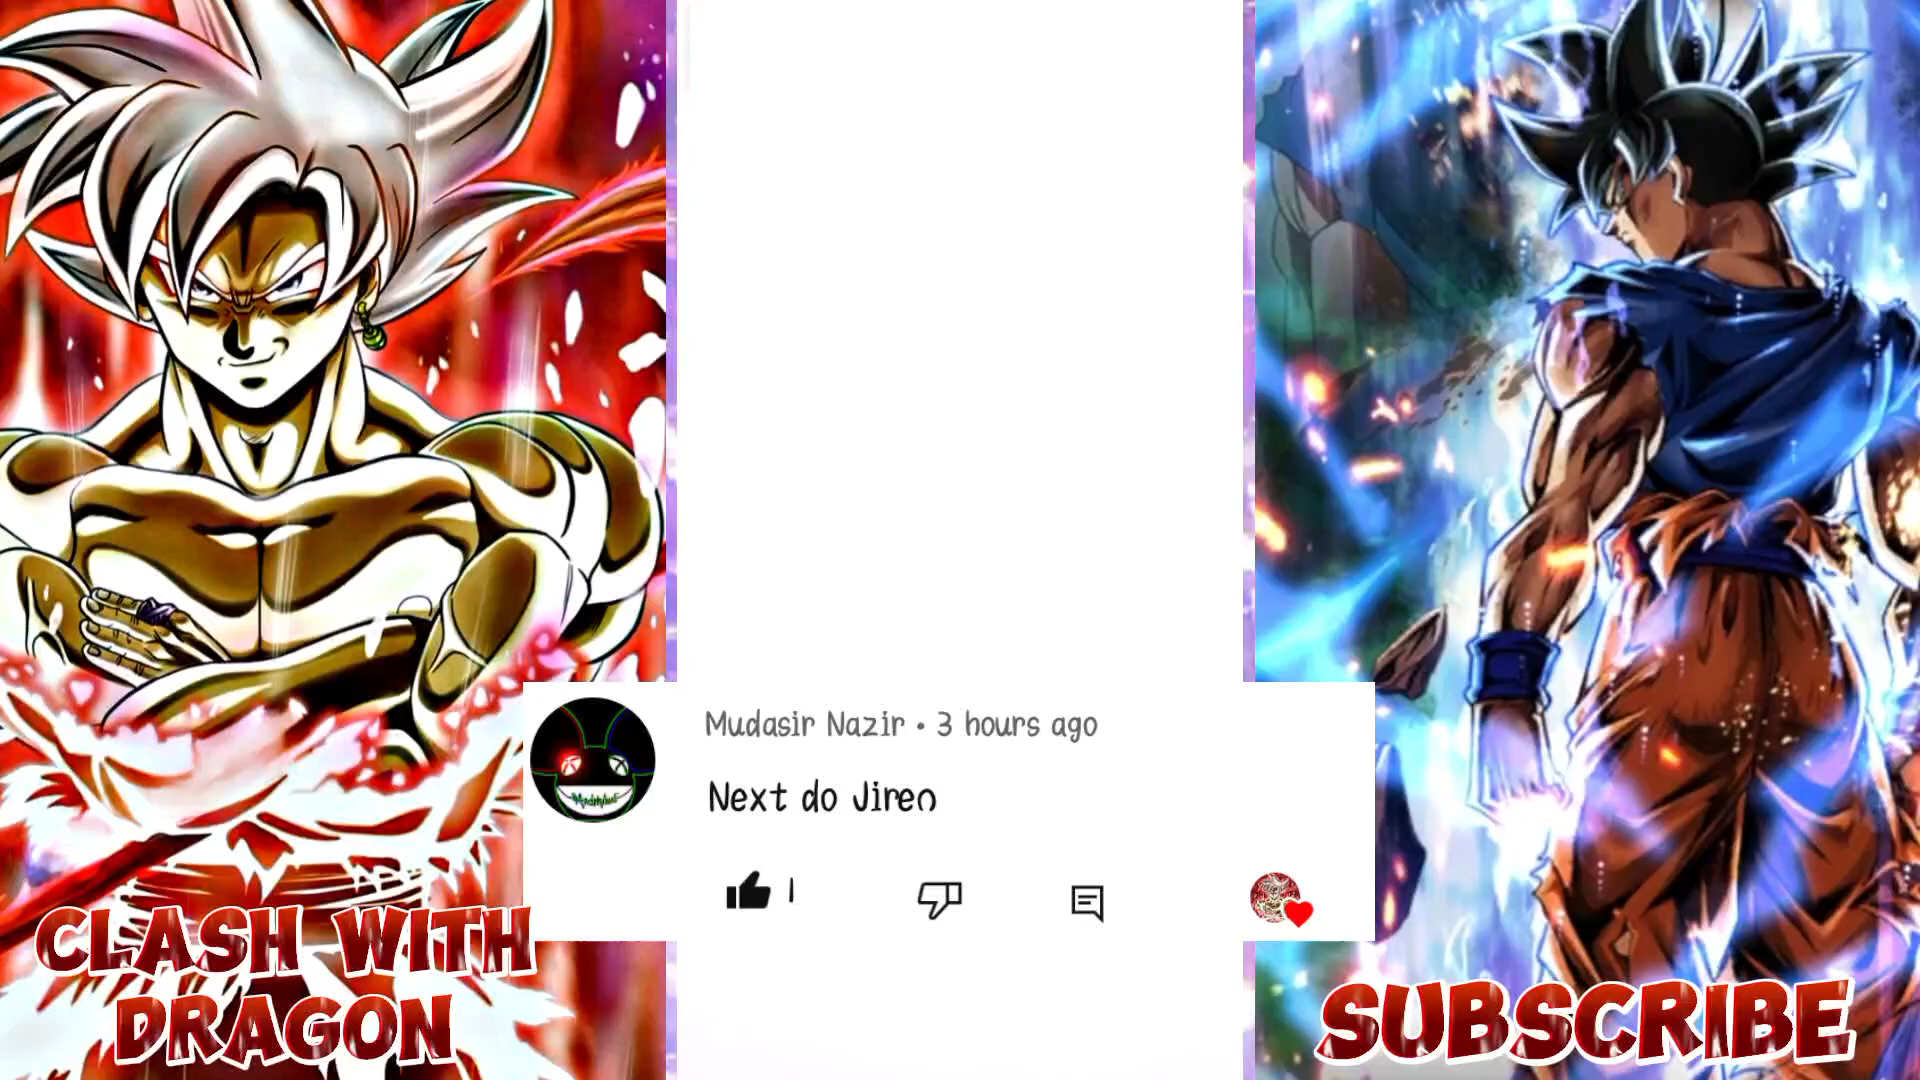 Mudasir Nazir • 3 hours ago
Next do Jiren
1
CLASH WITH
DRAGON
SUBSCRIBE